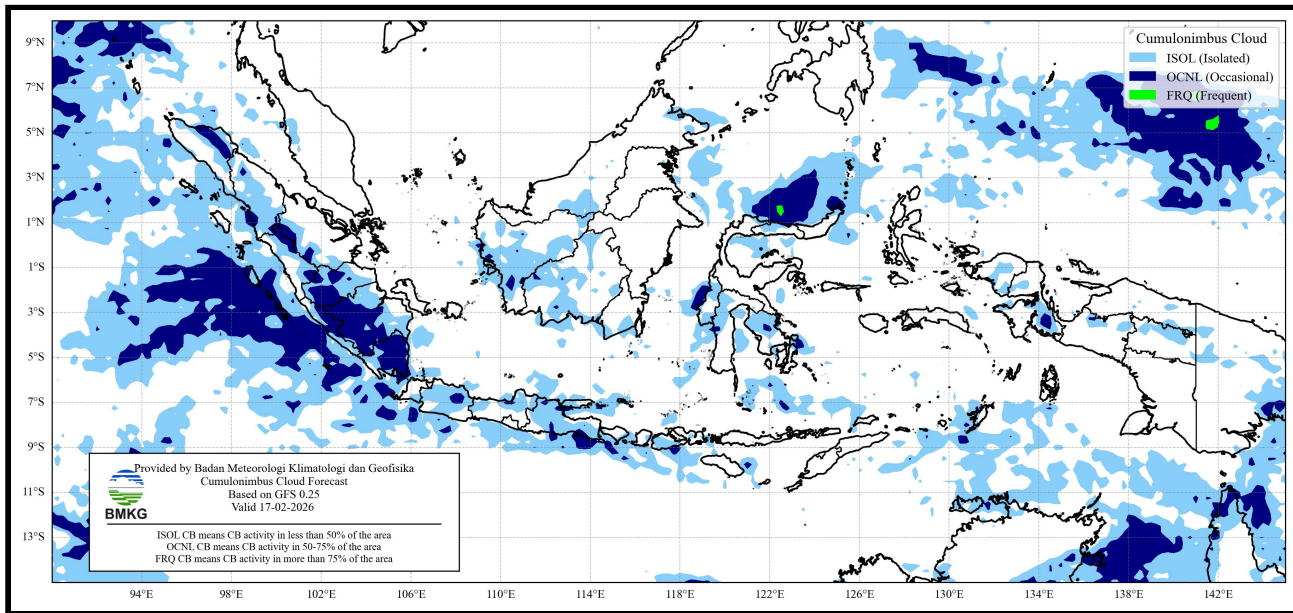 Cumulonimbus Cloud
ISOL (Isolated)
OCNL (Occasional)
FRQ (Frequent)
9°N
7°N
5°N
3°N
1°N
1°S
3°S
5°S
7°S
9°S
11°S
13°S
Provided by Badan Meteorologi Klimatologi dan Geofisika
Cumulonimbus Cloud Forecast
Based on GFS 0.25
Valid 17-02-2026
BMKG
ISOL CB means CB activity in less than 50% of the area
OCNL CB means CB activity in 50-75% of the area
FRQ CB means CB activity in more than 75% of the area
94°E 98°E 102°E 106°E 110°E 114°E 118°E 122°E 126°E 130°E 134°E 138°E 142°E